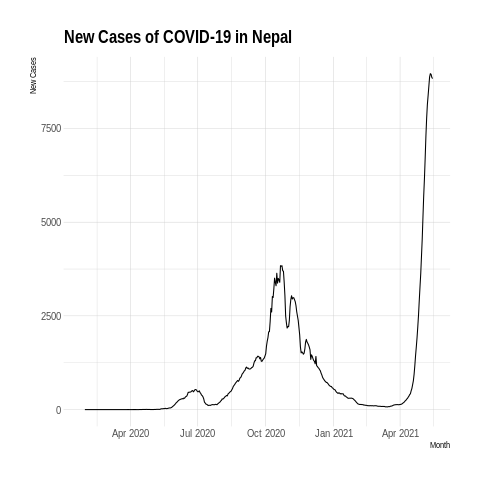 New Cases of COVID-19 in Nepal
New Cases
7500
5000
2500
0
Apr 2020
Jul 2020
Oct 2020
Jan 2021
Apr 2021
Month